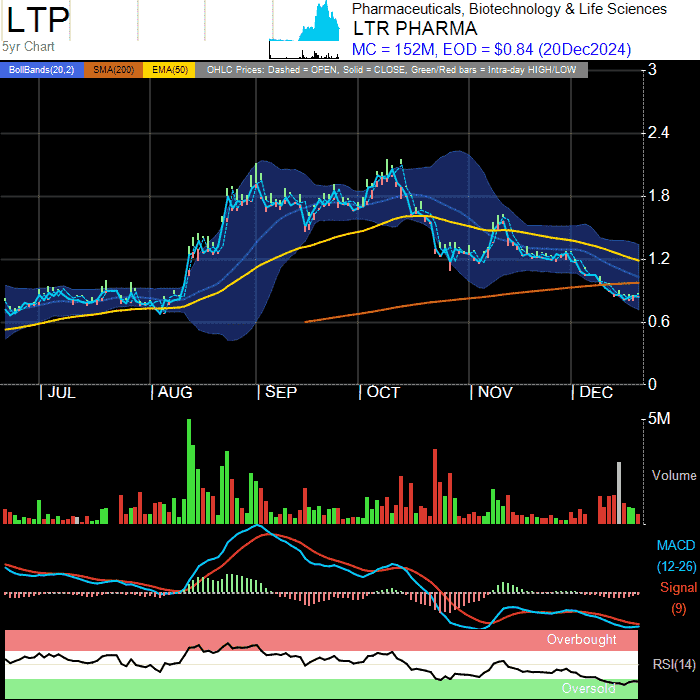 LTP
5yr Chart
Pharmaceuticals, Biotechnology & Life Sciences
LTR PHARMA
MC = 152M, EOD = $0.84 (20Dec2024)
BollBands(20,2) SMA(200) EMA(50) OHLC Prices: Dashed = OPEN, Solid = CLOSE, Green/Red bars = Intra-day HIGH/LOW
3
2.4
1.8
1.2
0.6
0
JUL AUG SEP OCT NOV DEC
5M
Volume
MACD
(12-26)
Signal
(9)
Overbought
RSI(14)
Oversold